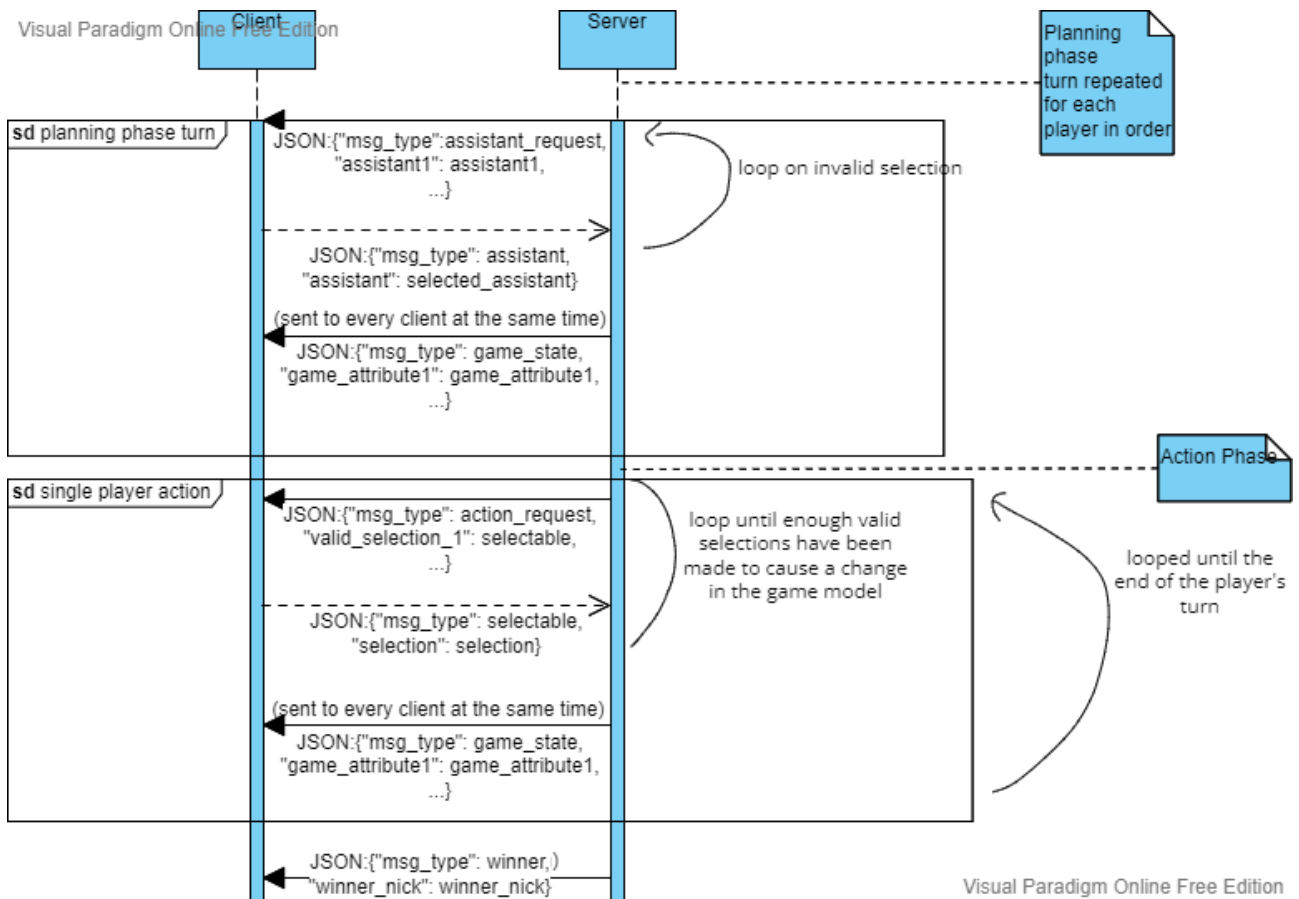 Visual Paradigm Online Free Edition
Client
Server
Planning
phase
turn repeated
for each
player in order
sd planning phase turn
JSON:{"msg_type":assistant_request,
"assistant1": assistant1,
...}
loop on invalid selection
JSON:{"msg_type": assistant,
"assistant": selected_assistant}
(sent to every client at the same time)
JSON:{"msg_type": game_state,
"game_attribute1": game_attribute1,
...}
Action Phase
sd single player action
JSON:{"msg_type": action_request,
"valid_selection_1": selectable,
...}
loop until enough valid
selections have been
made to cause a change
in the game model
looped until the
end of the player's
turn
JSON:{"msg_type": selectable,
"selection": selection}
(sent to every client at the same time)
JSON:{"msg_type": game_state,
"game_attribute1": game_attribute1,
...}
JSON:{"msg_type": winner,)
"winner_nick": winner_nick}
Visual Paradigm Online Free Edition